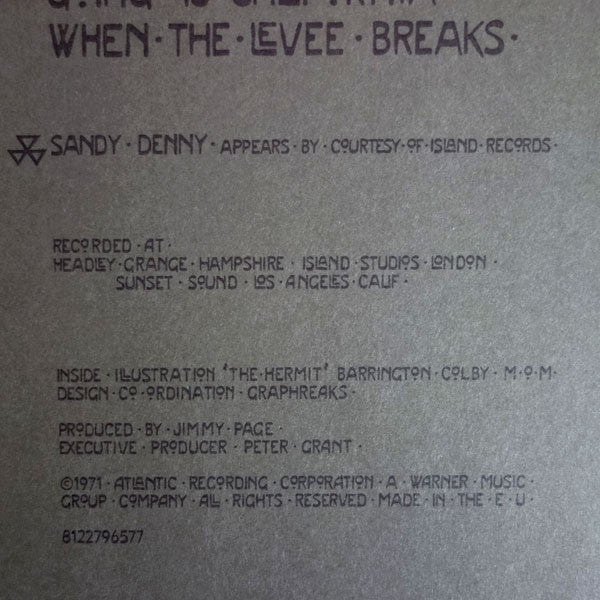 WHEN·THE·LEVEE·BREAKS·
SANDY·DENNY·APPEARS·BY·COURTESY·OF·ISLAND·RECORDS·
RECORDED·AT·
HEADLEY·GRANGE·HAMPSHIRE·ISLAND·STUDIOS·LONDON·
SUNSET·SOUND·LOS·ANGELES·CALIF·
INSIDE·ILLUSTRATION 'THE·HERMIT' BARRINGTON·COLBY·M·O·M·
DESIGN·CO·ORDINATION·GRAPHREAKS·
PRODUCED·BY·JIMMY·PAGE·
EXECUTIVE·PRODUCER·PETER·GRANT·
©1971·ATLANTIC·RECORDING·CORPORATION·A·WARNER·MUSIC·
GROUP·COMPANY·ALL·RIGHTS·RESERVED·MADE·IN·THE·E·U·
8122796577